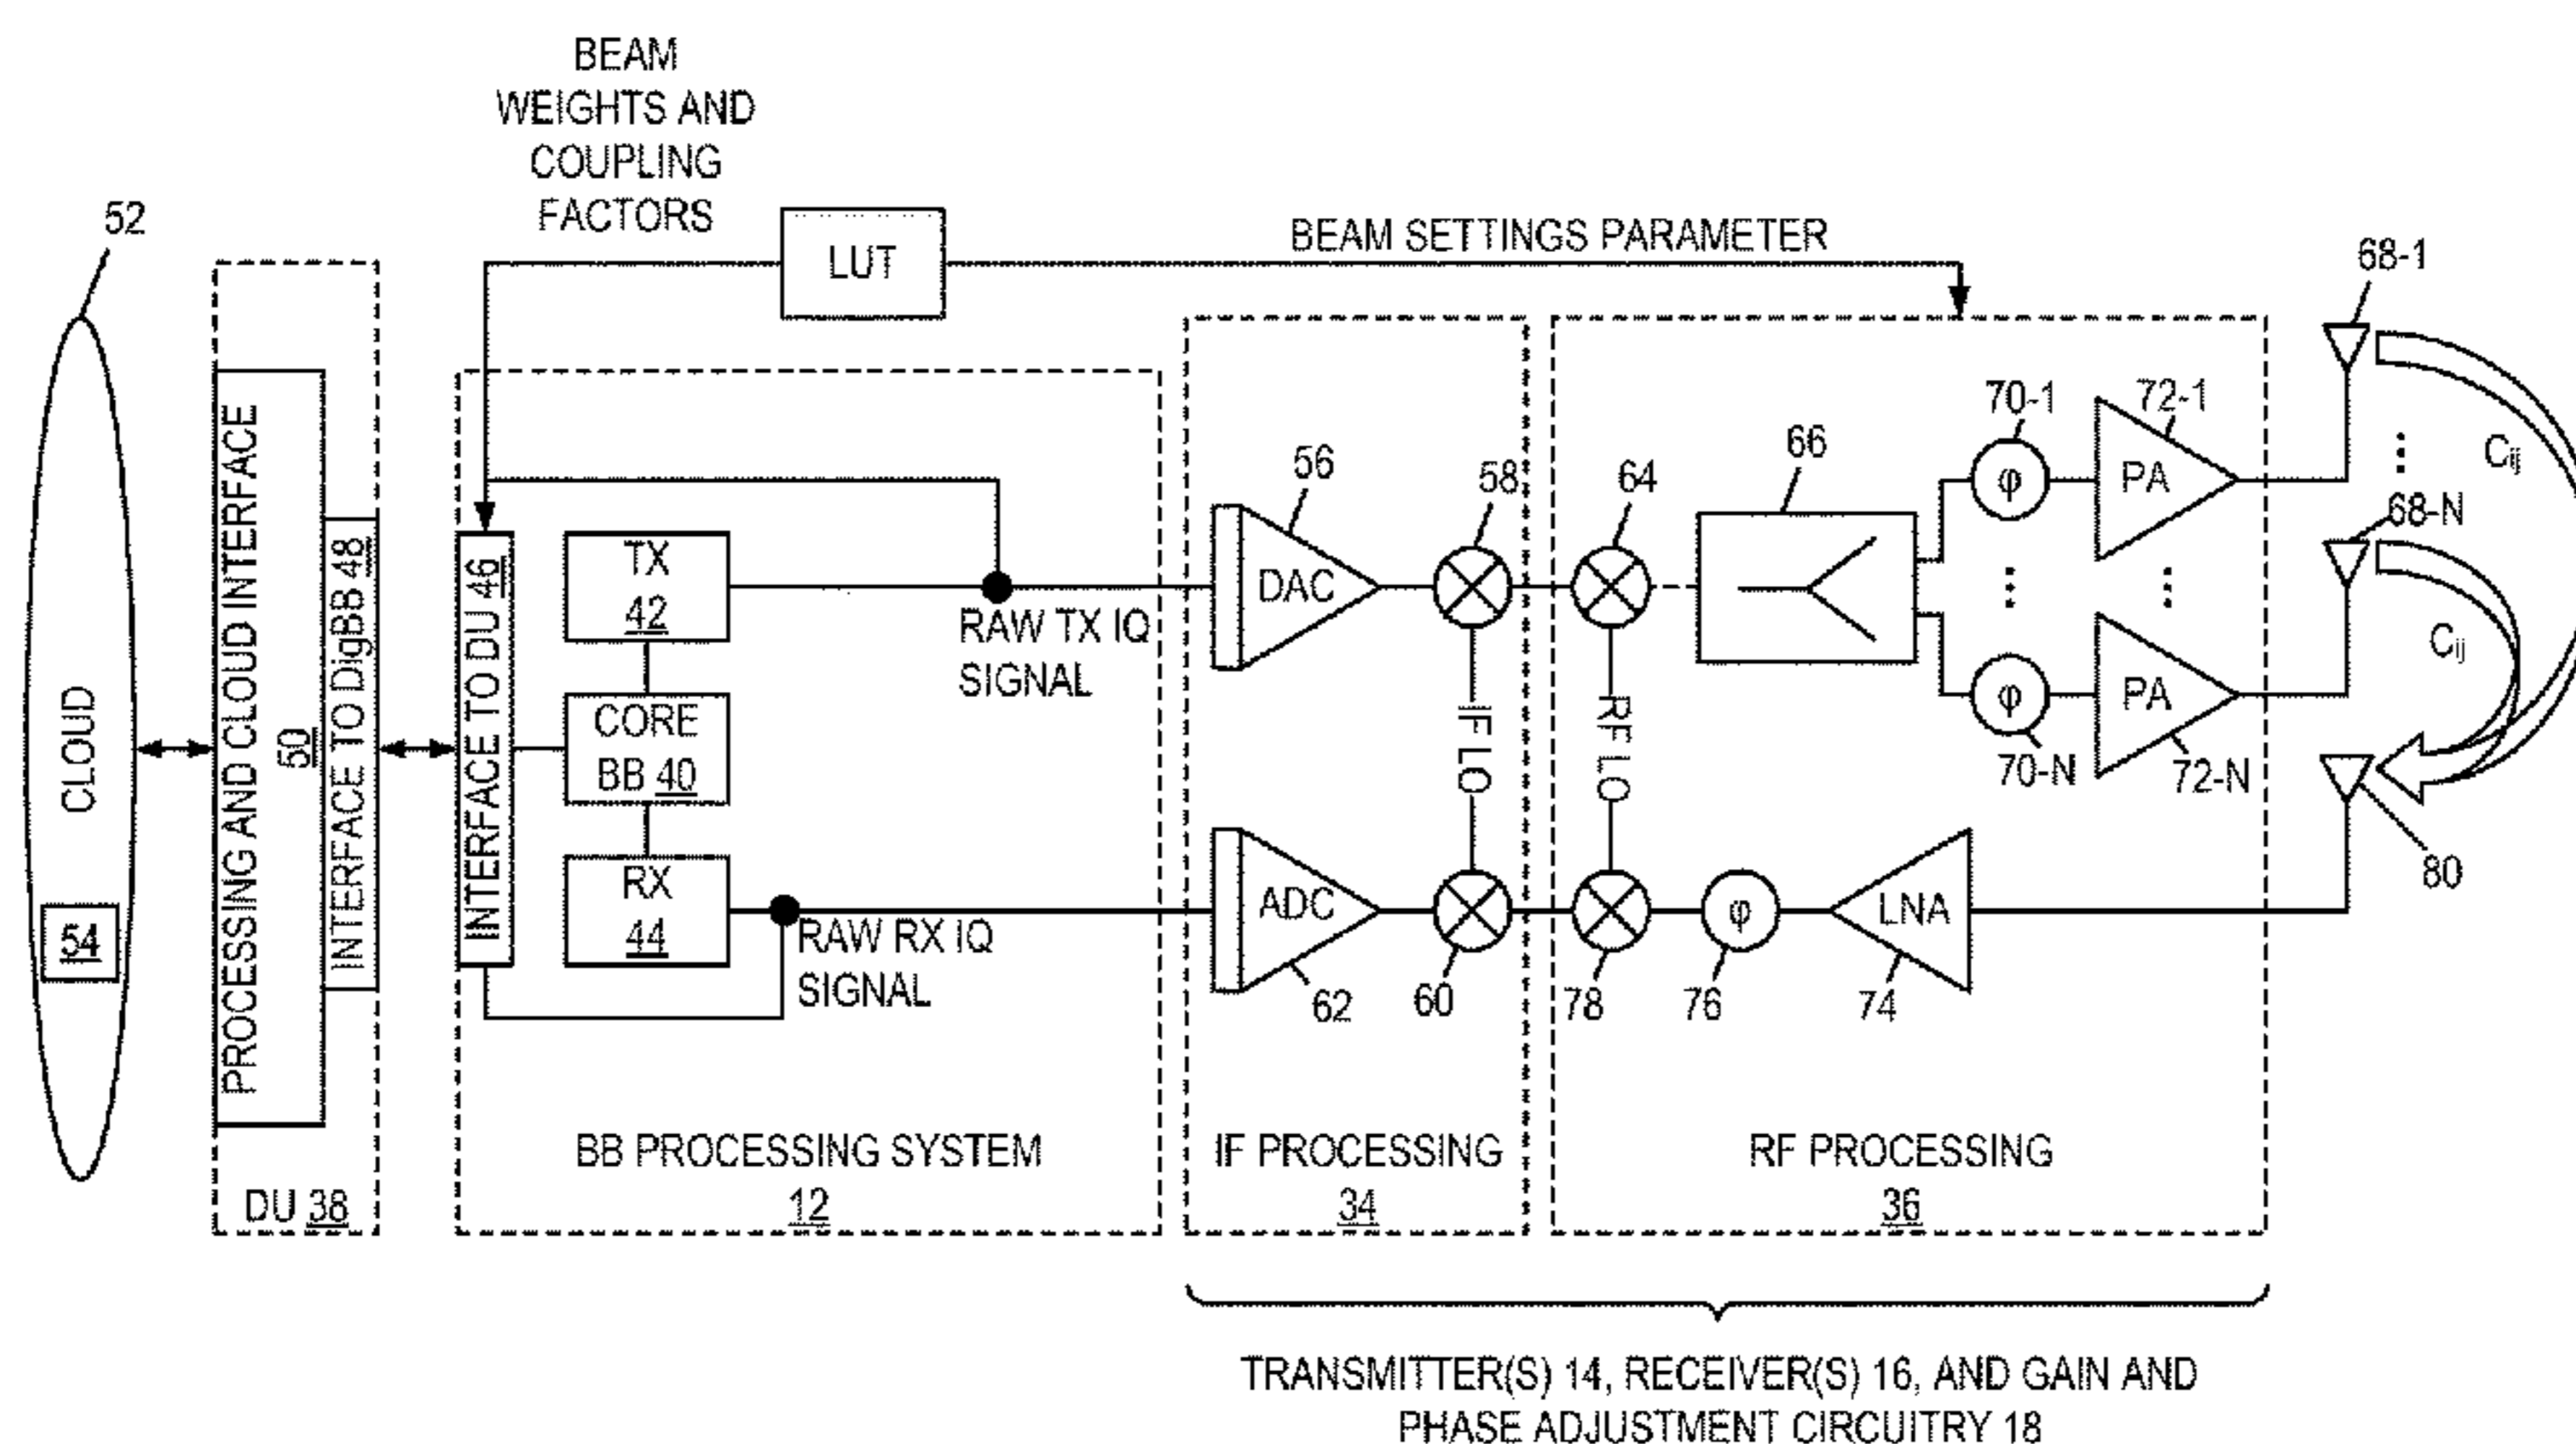 BEAM
WEIGHTS AND
COUPLING
FACTORS
52
LUT
BEAM SETTINGS PARAMETER
68-1
CLOUD
54
PROCESSING AND CLOUD INTERFACE
50
INTERFACE TO DigBB 48
DU 38
INTERFACE TO DU 46
TX
42
CORE
BB 40
RX
44
RAW TX IQ
SIGNAL
RAW RX IQ
SIGNAL
BB PROCESSING SYSTEM
12
56
DAC
58
IF LO
ADC
62
60
IF PROCESSING
34
64
RF LO
66
70-1
φ
72-1
PA
φ
70-N
PA
72-N
78
φ
76
LNA
74
RF PROCESSING
36
Cij
68-N
Cij
80
TRANSMITTER(S) 14, RECEIVER(S) 16, AND GAIN AND
PHASE ADJUSTMENT CIRCUITRY 18